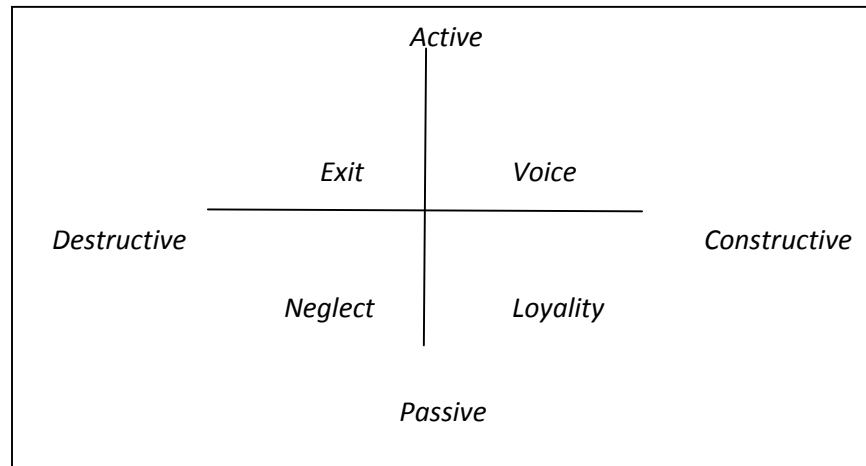 Active
Exit Voice
Destructive Constructive
Neglect Loyality
Passive